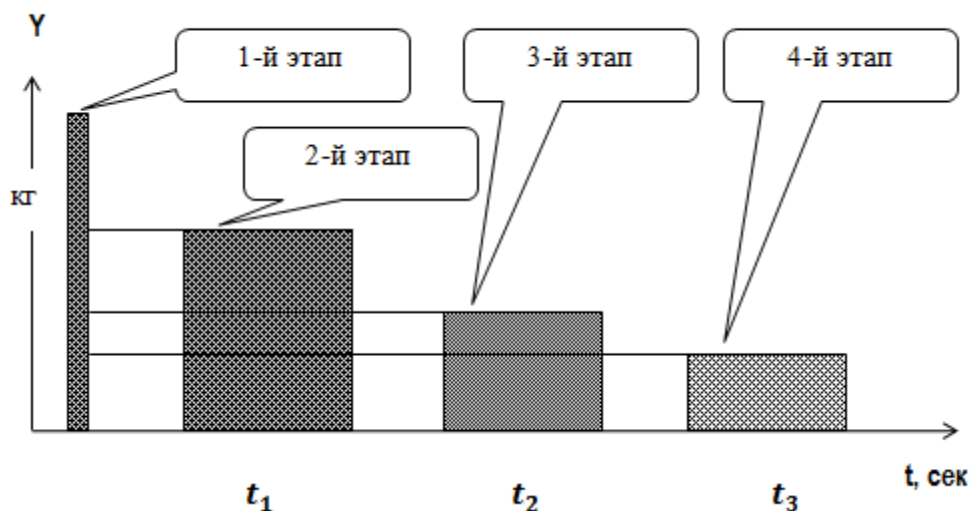 Y
1-й этап
3-й этап
4-й этап
2-й этап
кг
t, сек
t₁
t₂
t₃